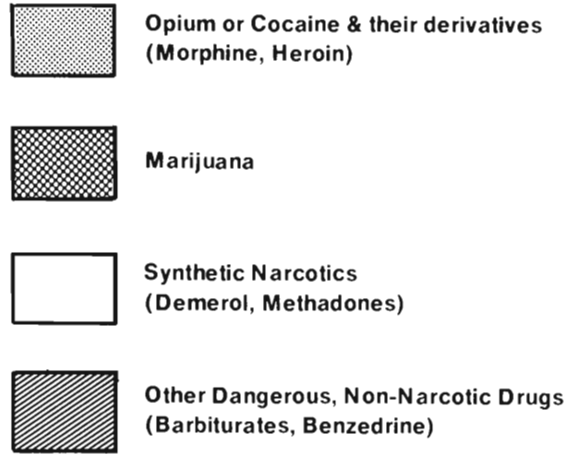 Opium or Cocaine & their derivatives
(Morphine, Heroin)
Marijuana
Synthetic Narcotics
(Demerol, Methadones)
Other Dangerous, Non-Narcotic Drugs
(Barbiturates, Benzedrine)